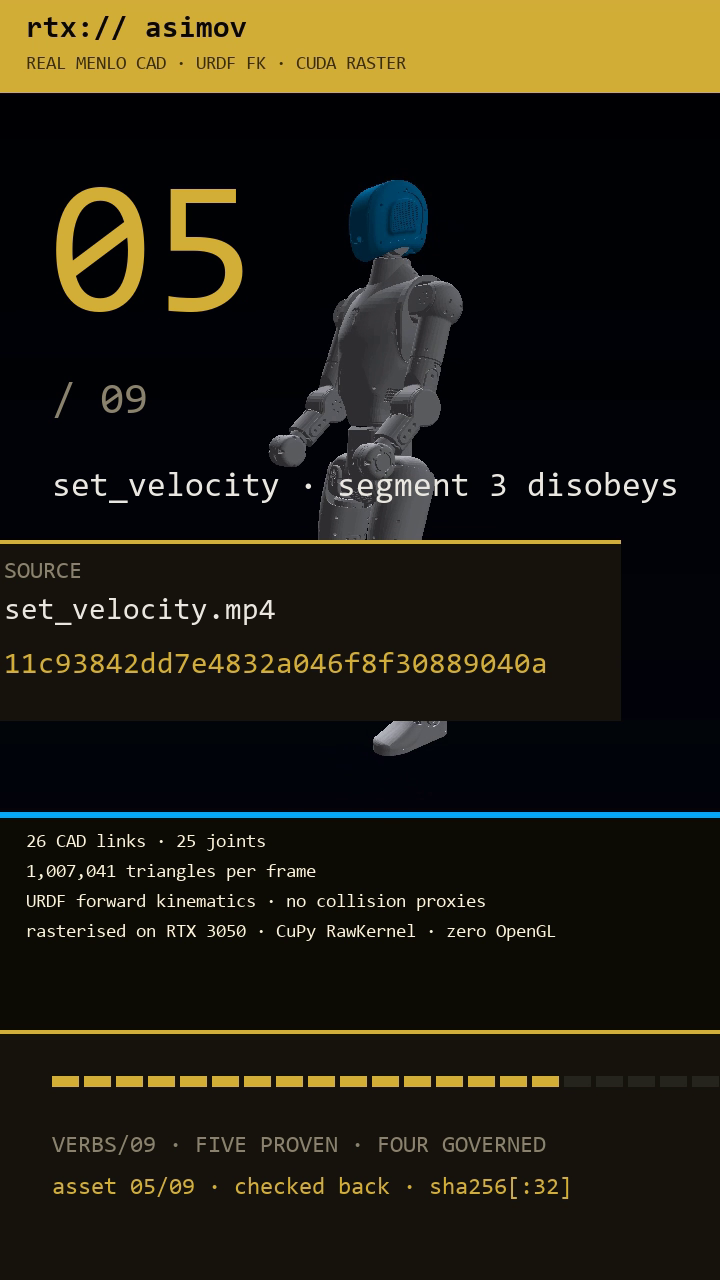 rtx:// asimov
REAL MENLO CAD · URDF FK · CUDA RASTER
05
/ 09
set_velocity · segment 3 disobeys
SOURCE
set_velocity.mp4
11c93842dd7e4832a046f8f30889040a
26 CAD links · 25 joints
1,007,041 triangles per frame
URDF forward kinematics · no collision proxies
rasterised on RTX 3050 · CuPy RawKernel · zero OpenGL
VERBS/09 · FIVE PROVEN · FOUR GOVERNED
asset 05/09 · checked back · sha256[:32]